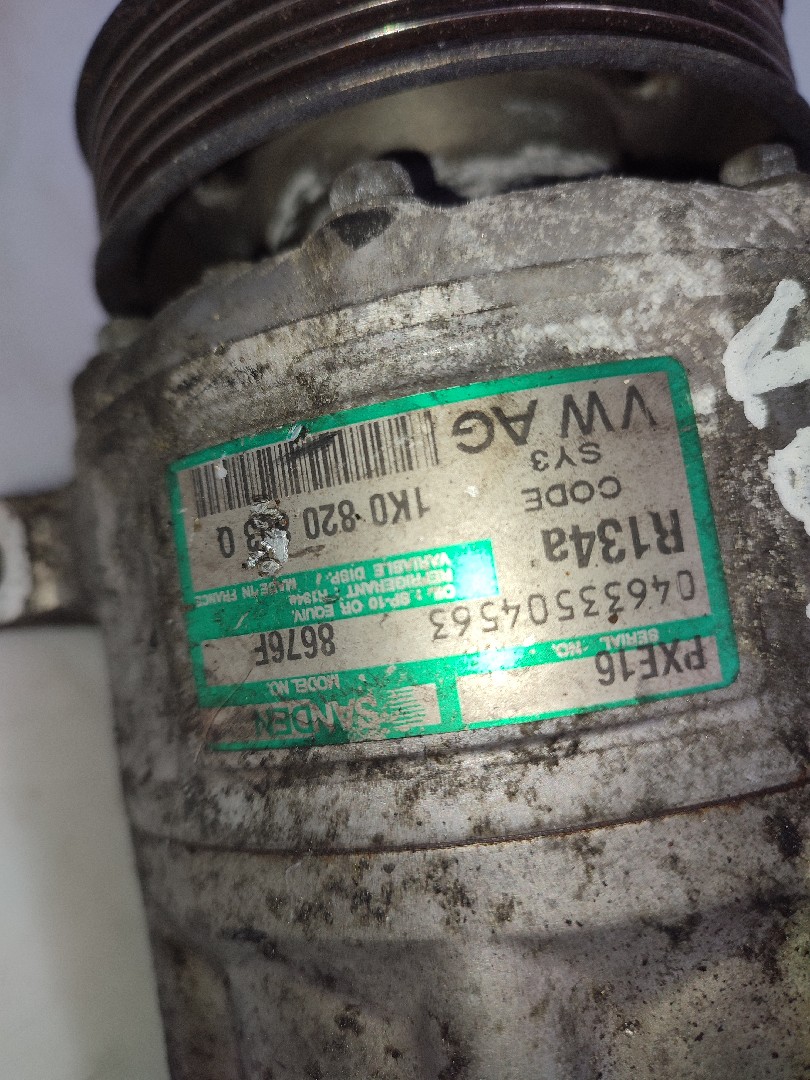 SANDEN
PXE16
MODEL NO.
SERIAL NO.
8676F
04633504563
OIL : SP-10 OR EQUIV.
REFRIGERANT : R134a
VARIABLE DISP. / MADE IN FRANCE
R134a
1K0 820 Q
CODE
SY3
VW AG